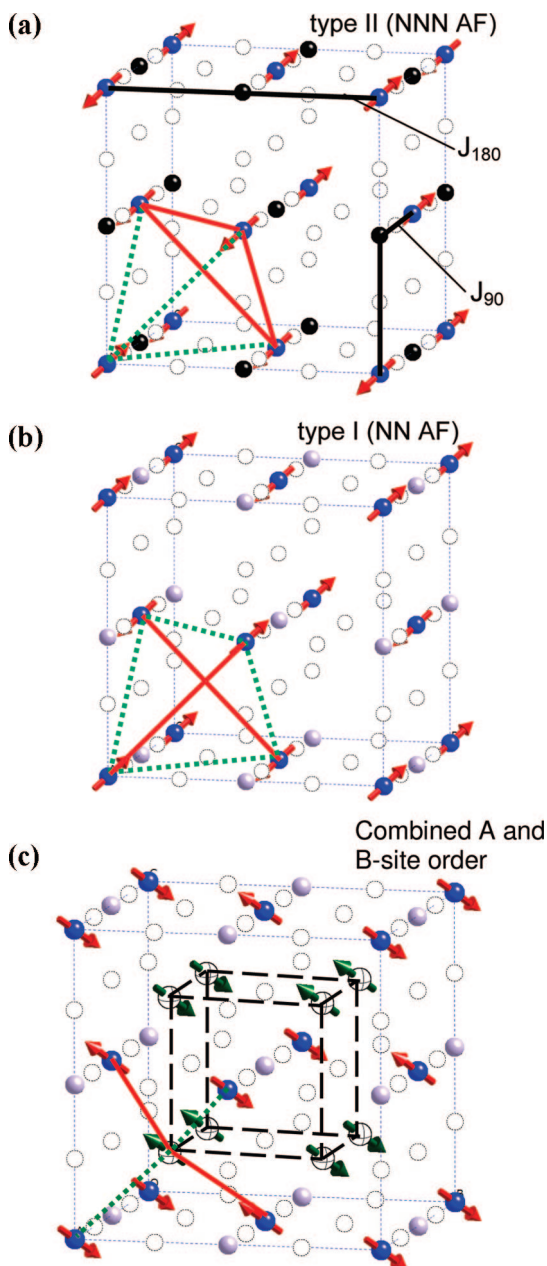 (a)
type II (NNN AF)
J180
J90
(b)
type I (NN AF)
(c)
Combined A and
B-site order